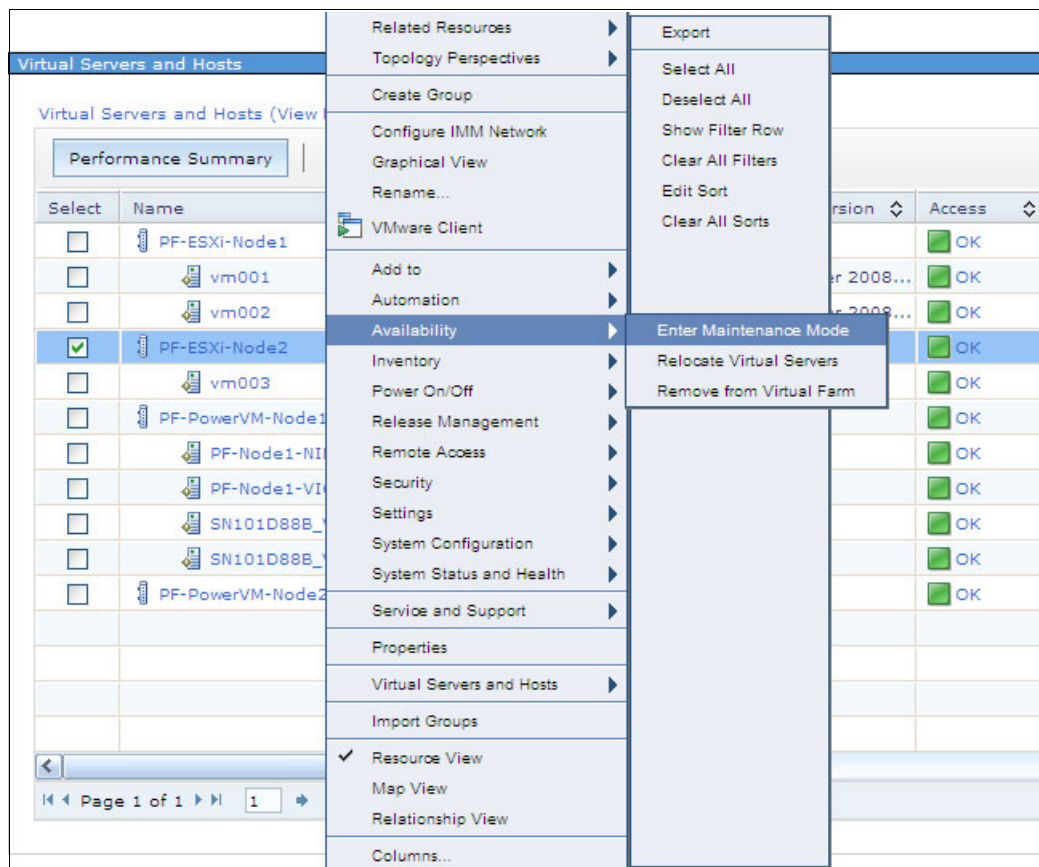 Virtual Servers and Hosts
Virtual Servers and Hosts (View
Performance Summary
Select Name rsion Access
PF-ESXi-Node1 OK
vm001 2008... OK
vm002 2008... OK
PF-ESXi-Node2 OK
vm003 OK
PF-PowerVM-Node1 OK
PF-Node1-NI OK
PF-Node1-VI OK
SN101D88B_ OK
SN101D88B_ OK
PF-PowerVM-Node2 OK
Page 1 of 1 1
Related Resources
Topology Perspectives
Create Group
Configure IMM Network
Graphical View
Rename...
VMware Client
Add to
Automation
Availability
Inventory
Power On/Off
Release Management
Remote Access
Security
Settings
System Configuration
System Status and Health
Service and Support
Properties
Virtual Servers and Hosts
Import Groups
Resource View
Map View
Relationship View
Columns...
Export
Select All
Deselect All
Show Filter Row
Clear All Filters
Edit Sort
Clear All Sorts
Enter Maintenance Mode
Relocate Virtual Servers
Remove from Virtual Farm